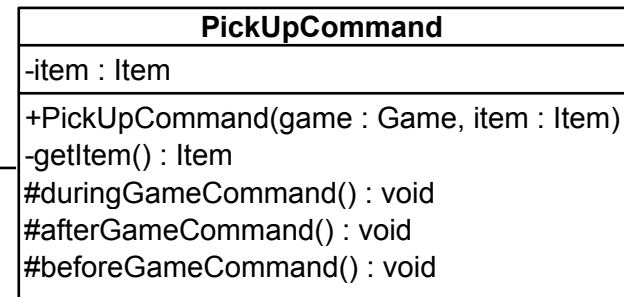 PickUpCommand
-item : Item
+PickUpCommand(game : Game, item : Item)
-getItem() : Item
#duringGameCommand() : void
#afterGameCommand() : void
#beforeGameCommand() : void